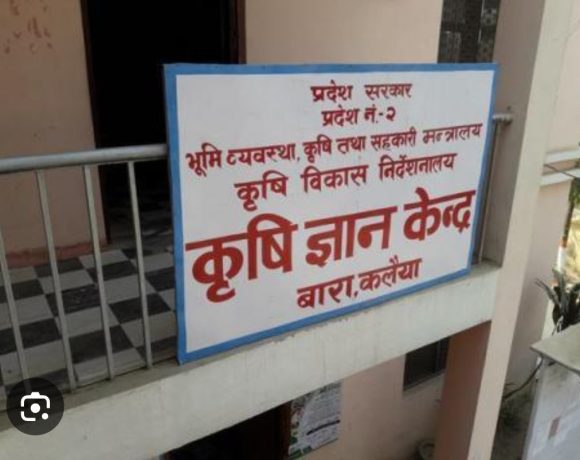 प्रदेश सरकार
प्रदेश नं.-२
भूमि व्यवस्था, कृषि तथा सहकारी मन्त्रालय
कृषि विकास निर्देशनालय
कृषि ज्ञान केन्द्र
बारा, कलैया